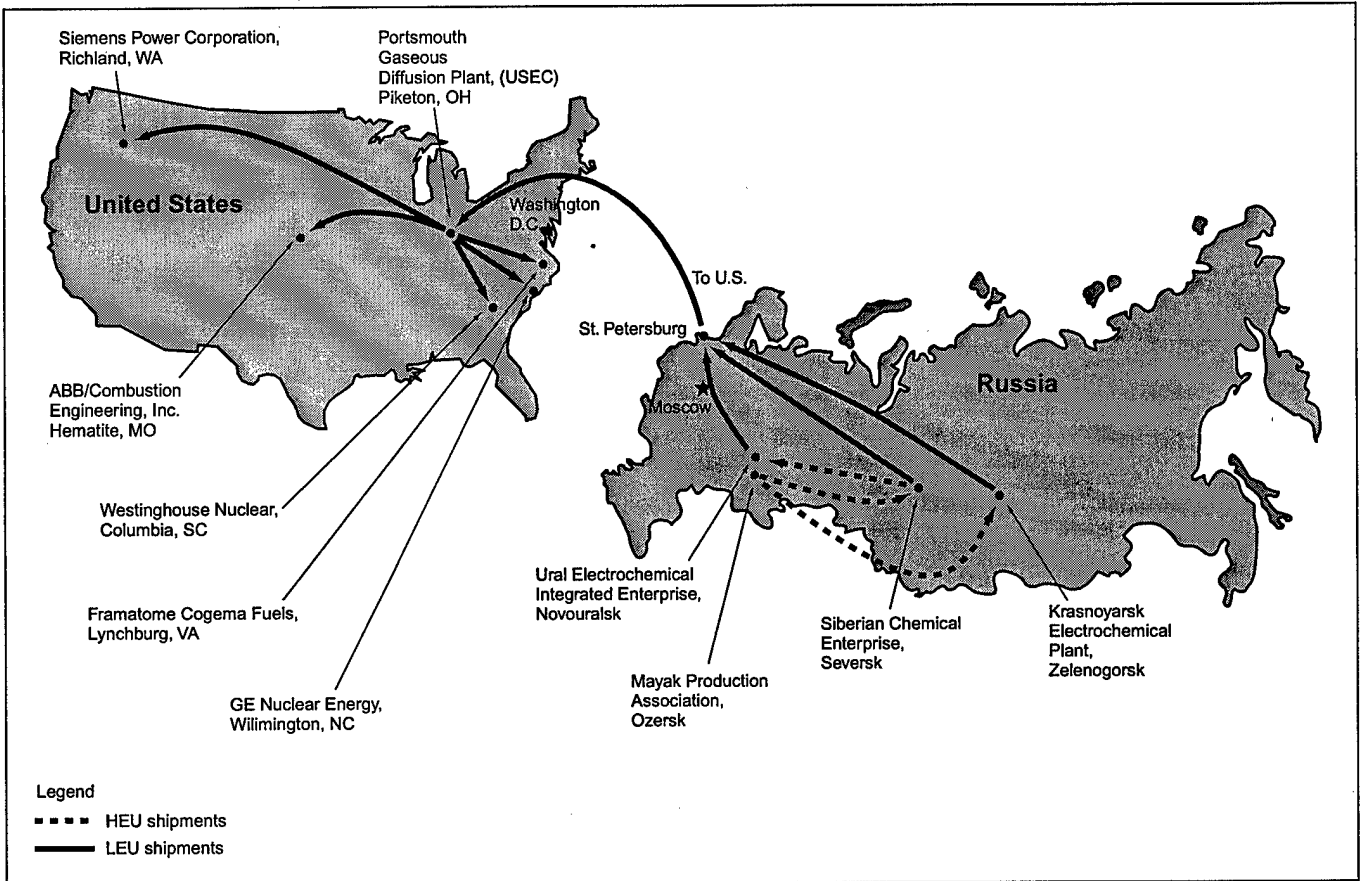 Siemens Power Corporation,
Richland, WA
Portsmouth
Gaseous
Diffusion Plant, (USEC)
Piketon, OH
United States
Washington
D.C.
To U.S.
St. Petersburg
Moscow
Russia
ABB/Combustion
Engineering, Inc.
Hematite, MO
Westinghouse Nuclear,
Columbia, SC
Framatome Cogema Fuels,
Lynchburg, VA
GE Nuclear Energy,
Wilimington, NC
Ural Electrochemical
Integrated Enterprise,
Novouralsk
Mayak Production
Association,
Ozersk
Siberian Chemical
Enterprise,
Seversk
Krasnoyarsk
Electrochemical
Plant,
Zelenogorsk
Legend
HEU shipments
LEU shipments